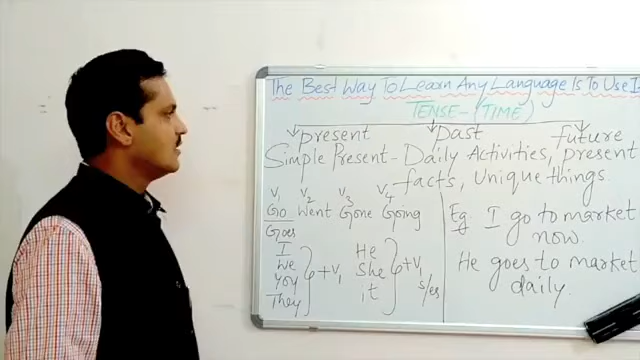 The Best Way To Learn Any Language Is To Use I
TENSE - (TIME)
present Past Future
Simple Present - Daily Activities, present
facts, Unique things.
V1 V2 V3 V4
Go Went Gone Going
Goes
I
We
You
They
} + V1
He
She
it
} + V1
s/es
Eg. I go to market
now.
He goes to market
daily.